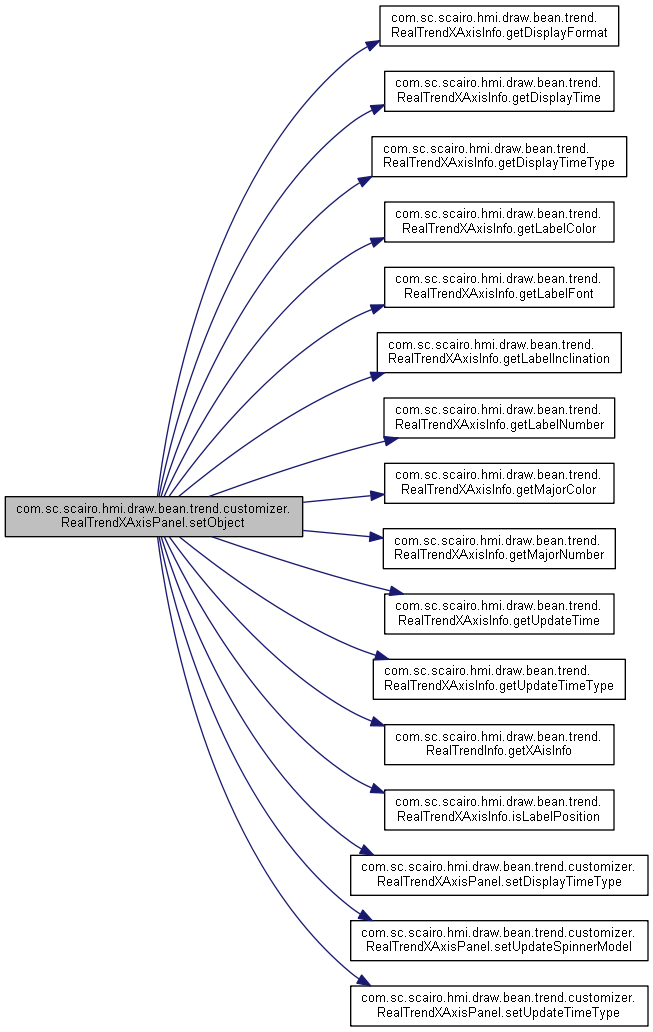 com.sc.scairo.hmi.draw.bean.trend.
RealTrendXAxisInfo.getDisplayFormat
com.sc.scairo.hmi.draw.bean.trend.
RealTrendXAxisInfo.getDisplayTime
com.sc.scairo.hmi.draw.bean.trend.
RealTrendXAxisInfo.getDisplayTimeType
com.sc.scairo.hmi.draw.bean.trend.
RealTrendXAxisInfo.getLabelColor
com.sc.scairo.hmi.draw.bean.trend.
RealTrendXAxisInfo.getLabelFont
com.sc.scairo.hmi.draw.bean.trend.
RealTrendXAxisInfo.getLabelInclination
com.sc.scairo.hmi.draw.bean.trend.
RealTrendXAxisInfo.getLabelNumber
com.sc.scairo.hmi.draw.bean.trend.
RealTrendXAxisInfo.getMajorColor
com.sc.scairo.hmi.draw.bean.trend.customizer.
RealTrendXAxisPanel.setObject
com.sc.scairo.hmi.draw.bean.trend.
RealTrendXAxisInfo.getMajorNumber
com.sc.scairo.hmi.draw.bean.trend.
RealTrendXAxisInfo.getUpdateTime
com.sc.scairo.hmi.draw.bean.trend.
RealTrendXAxisInfo.getUpdateTimeType
com.sc.scairo.hmi.draw.bean.trend.
RealTrendInfo.getXAisInfo
com.sc.scairo.hmi.draw.bean.trend.
RealTrendXAxisInfo.isLabelPosition
com.sc.scairo.hmi.draw.bean.trend.customizer.
RealTrendXAxisPanel.setDisplayTimeType
com.sc.scairo.hmi.draw.bean.trend.customizer.
RealTrendXAxisPanel.setUpdateSpinnerModel
com.sc.scairo.hmi.draw.bean.trend.customizer.
RealTrendXAxisPanel.setUpdateTimeType